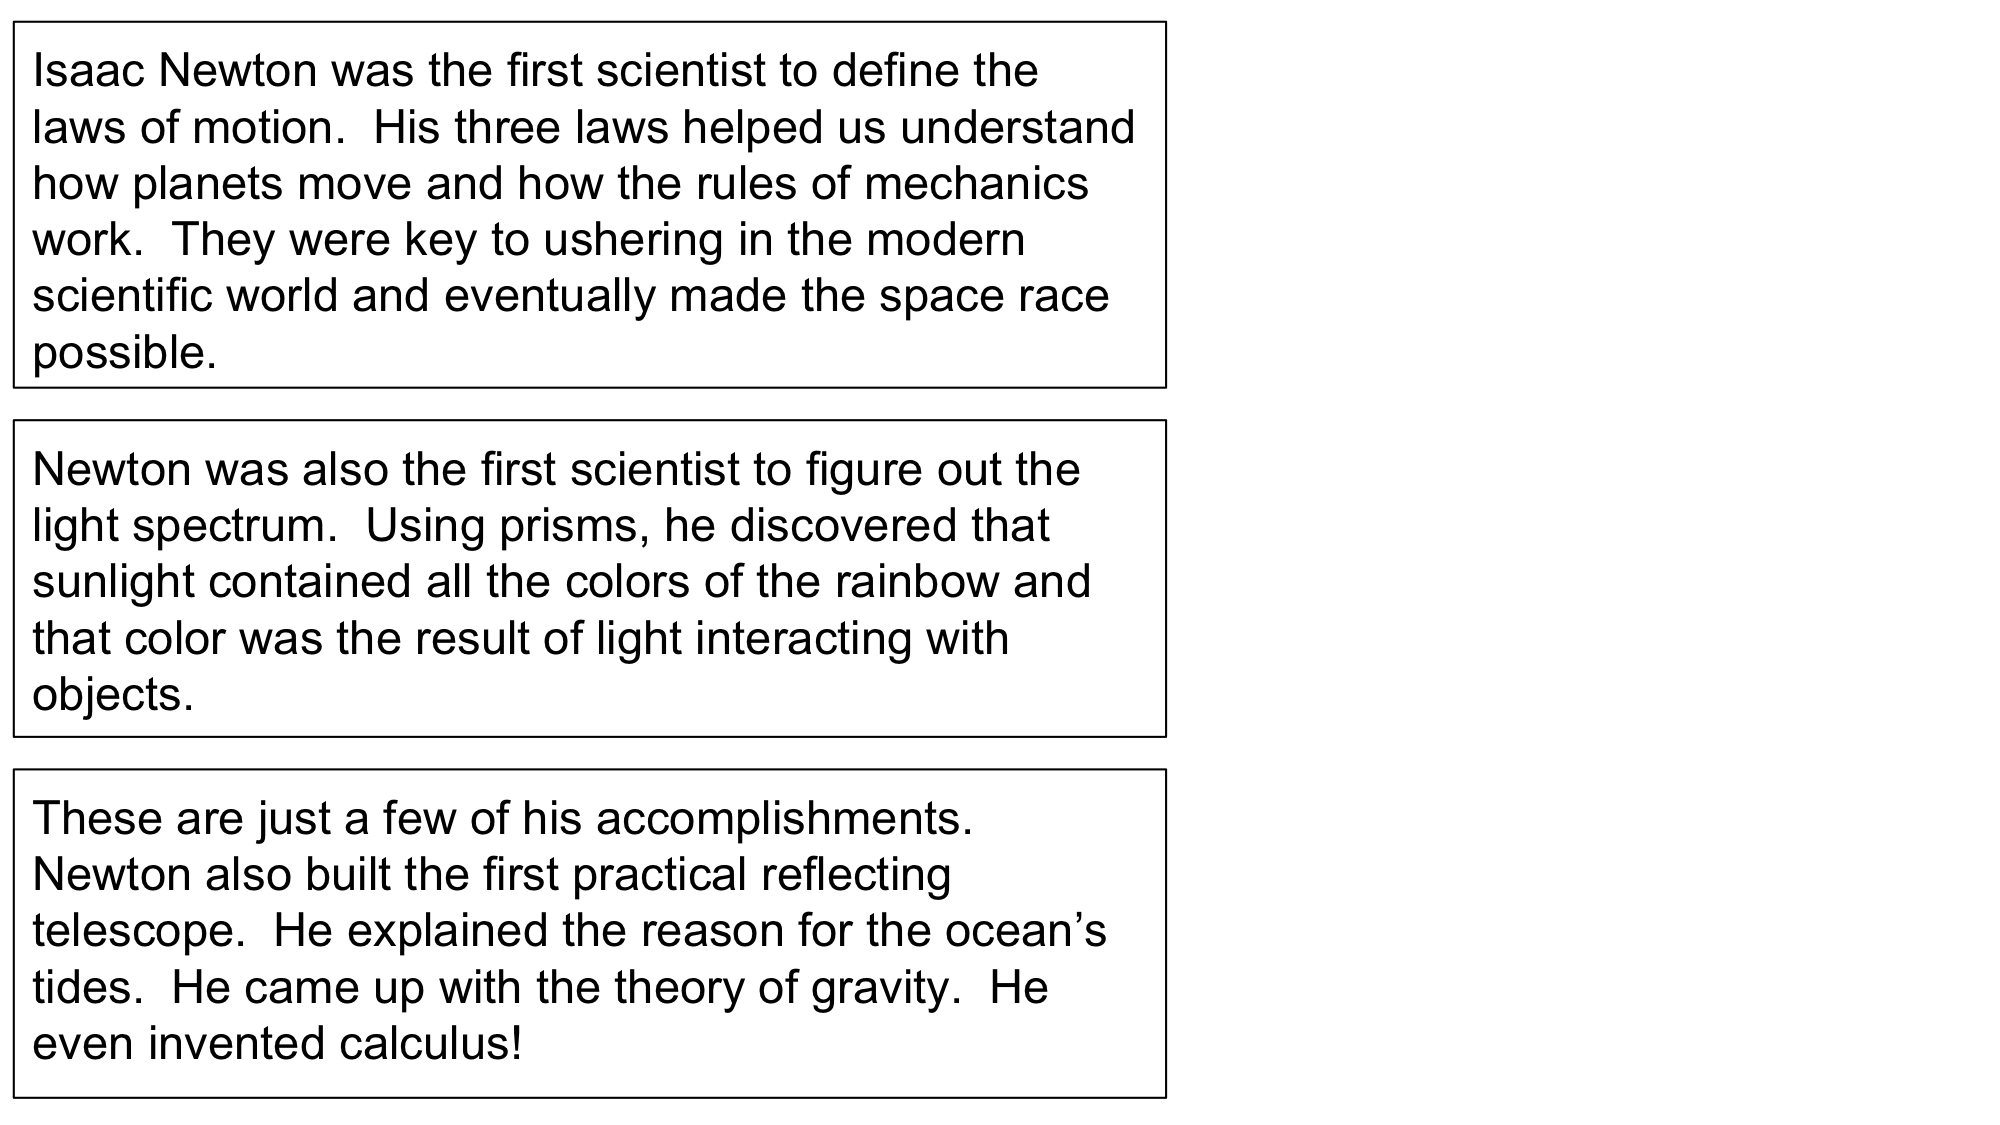 Isaac Newton was the first scientist to define the
laws of motion.  His three laws helped us understand
how planets move and how the rules of mechanics
work.  They were key to ushering in the modern
scientific world and eventually made the space race
possible.
Newton was also the first scientist to figure out the
light spectrum.  Using prisms, he discovered that
sunlight contained all the colors of the rainbow and
that color was the result of light interacting with
objects.
These are just a few of his accomplishments.
Newton also built the first practical reflecting
telescope.  He explained the reason for the ocean’s
tides.  He came up with the theory of gravity.  He
even invented calculus!